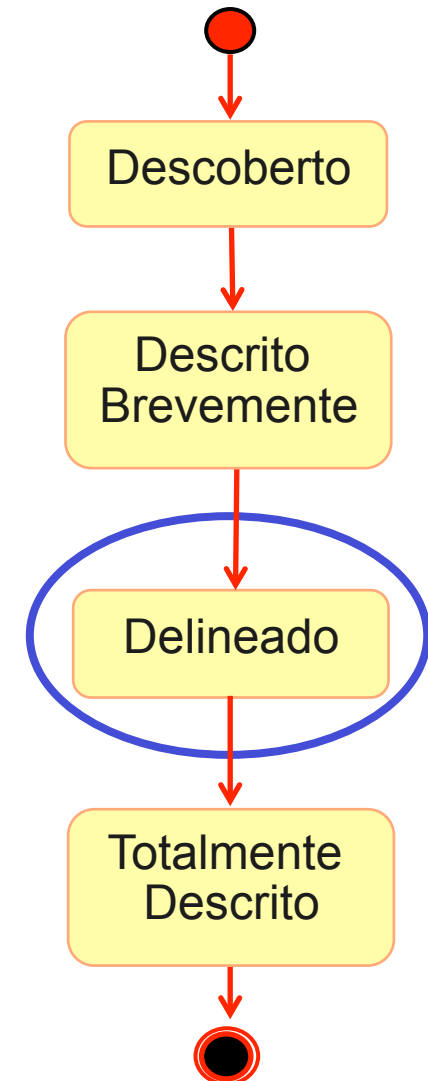 Descoberto
Descrito
Brevemente
Delineado
Totalmente
Descrito